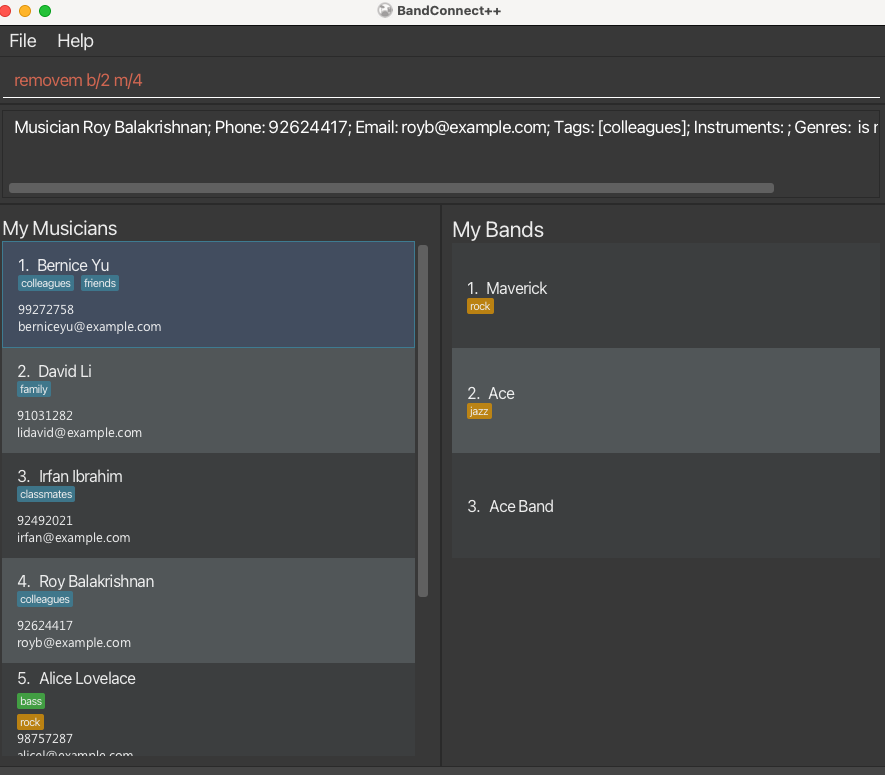 BandConnect++
File Help
removem b/2 m/4
Musician Roy Balakrishnan; Phone: 92624417; Email: royb@example.com; Tags: [colleagues]; Instruments: ; Genres: is
My Musicians
1. Bernice Yu
colleagues friends
99272758
berniceyu@example.com
2. David Li
family
91031282
lidavid@example.com
3. Irfan Ibrahim
classmates
92492021
irfan@example.com
4. Roy Balakrishnan
colleagues
92624417
royb@example.com
5. Alice Lovelace
bass
rock
98757287
alicel@example.com
My Bands
1. Maverick
rock
2. Ace
jazz
3. Ace Band